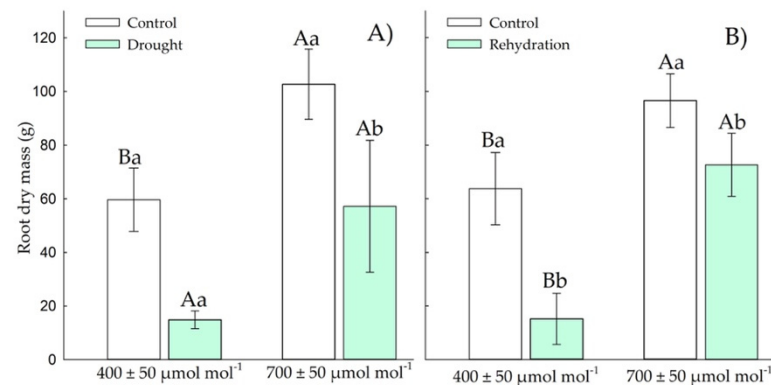 Control
Drought
A)
Control
Rehydration
B)
Root dry mass (g)
120
100
80
60
40
20
0
Ba
Aa
Aa
Ab
Ba
Bb
Aa
Ab
400 ± 50 μmol mol⁻¹
700 ± 50 μmol mol⁻¹
400 ± 50 μmol mol⁻¹
700 ± 50 μmol mol⁻¹